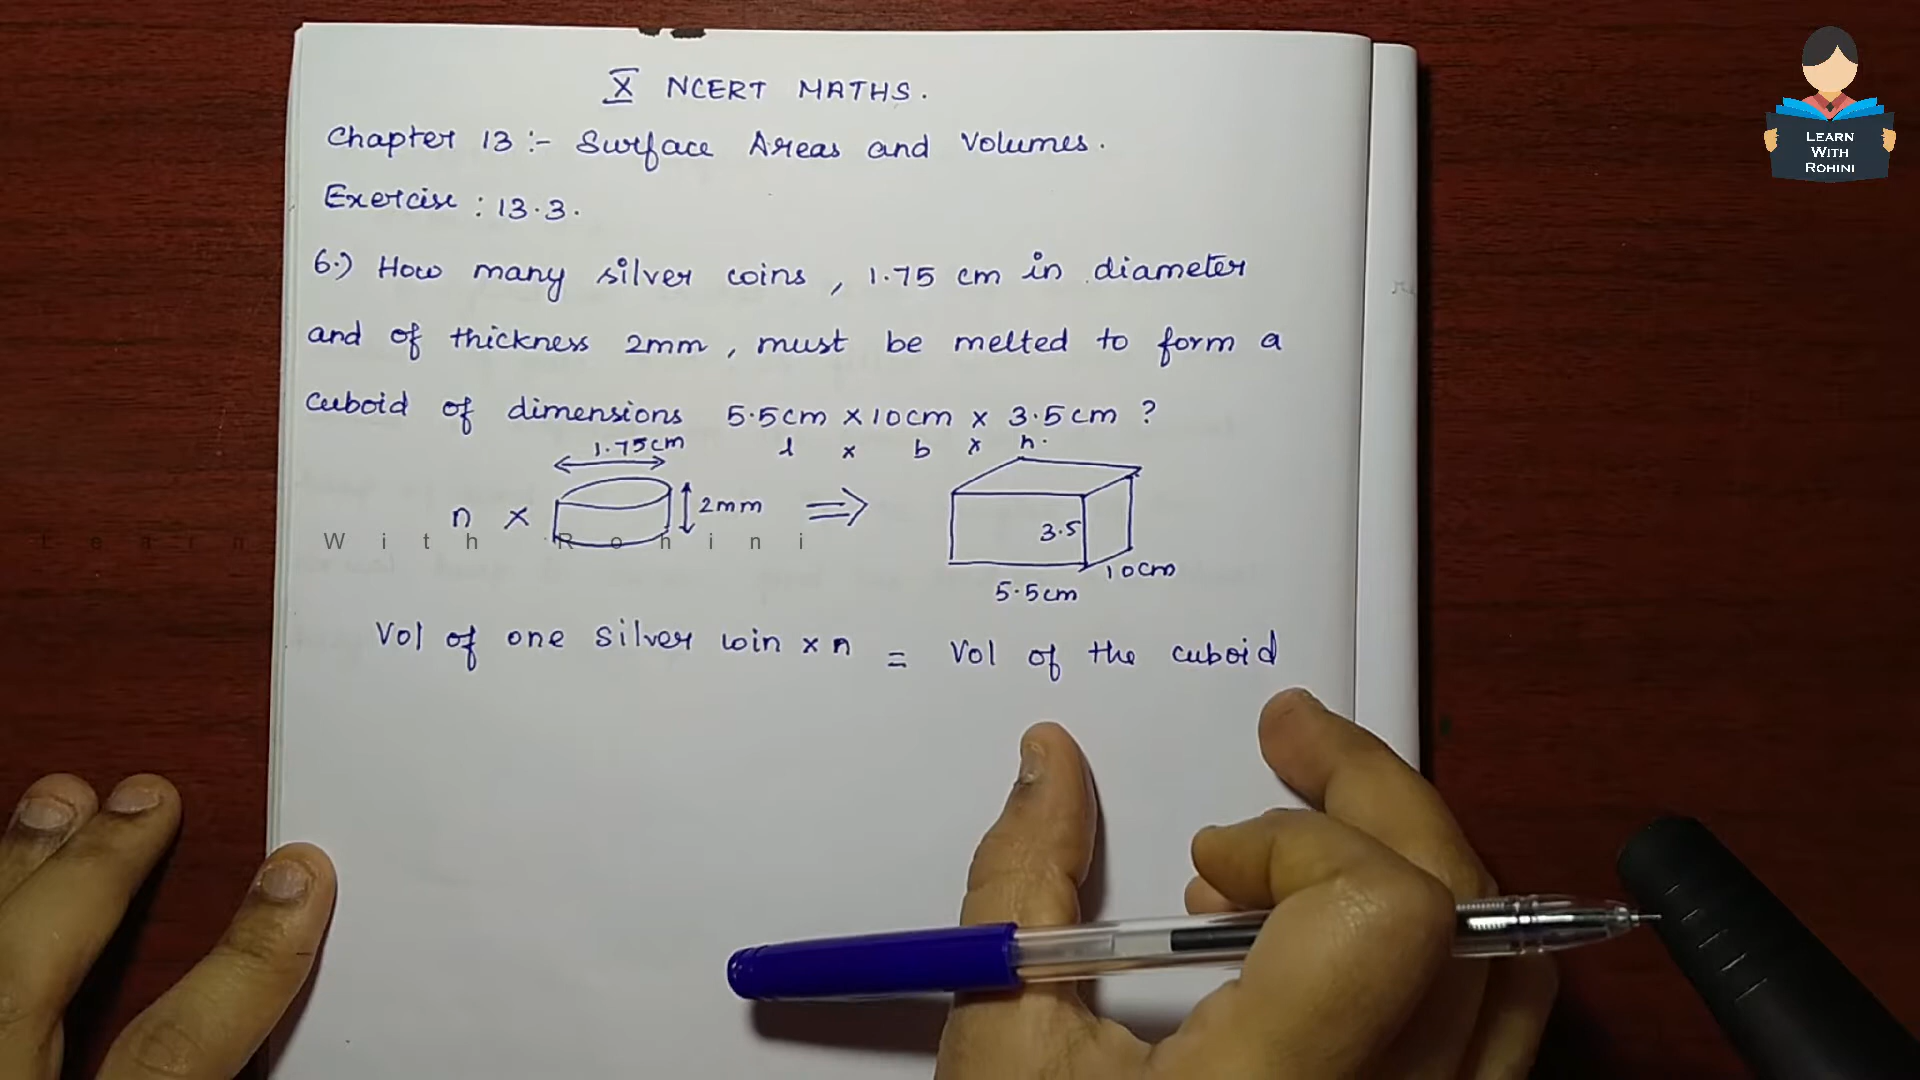 X NCERT MATHS.
Chapter 13 :- Surface Areas and Volumes.
Exercise : 13.3.
6.) How many silver coins, 1.75 cm in diameter
and of thickness 2mm, must be melted to form a
cuboid of dimensions 5.5cm × 10cm × 3.5cm ?
l × b × h.
1.75cm
n × 2mm ⇒
3.5
10cm
5.5cm
Learn With Rohini
Vol of one silver coin × n = Vol of the cuboid
LEARN
WITH
ROHINI